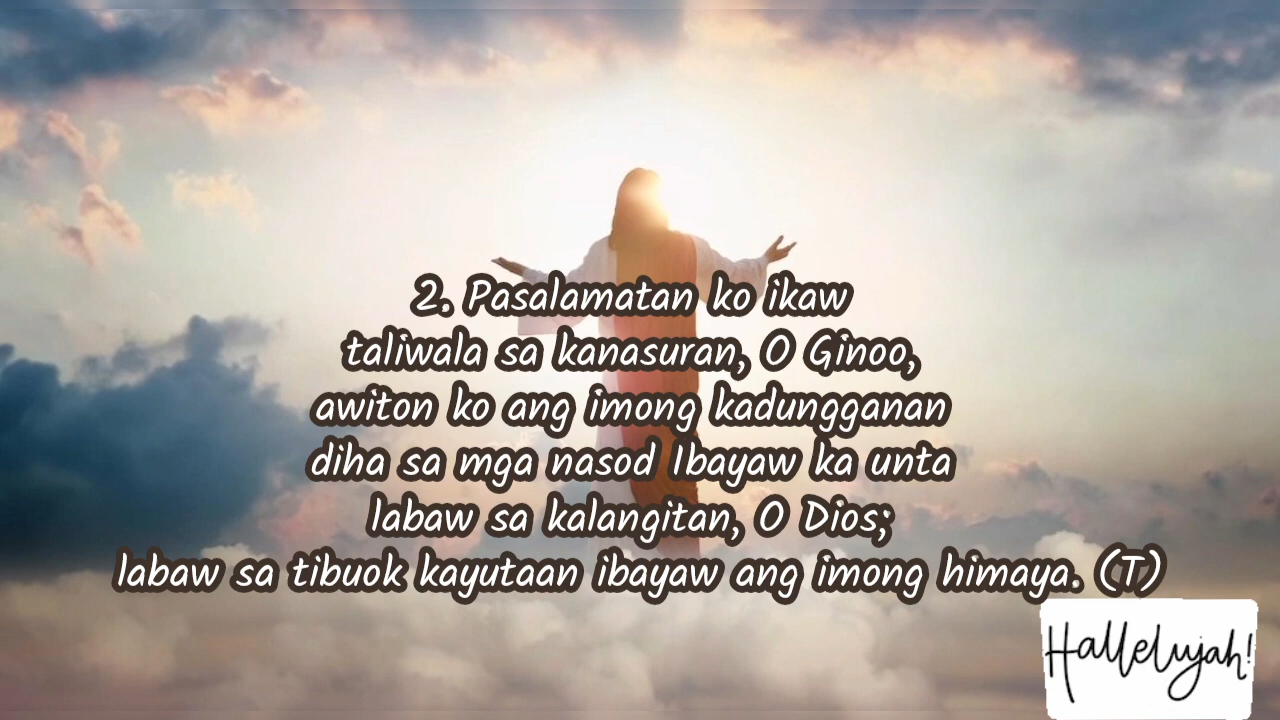 2. Pasalamatan ko ikaw
taliwala sa kanasuran, O Ginoo,
awiton ko ang imong kadungganan
diha sa mga nasod Ibayaw ka unta
labaw sa kalangitan, O Dios;
labaw sa tibuok kayutaan ibayaw ang imong himaya. (T)
Hallelujah!